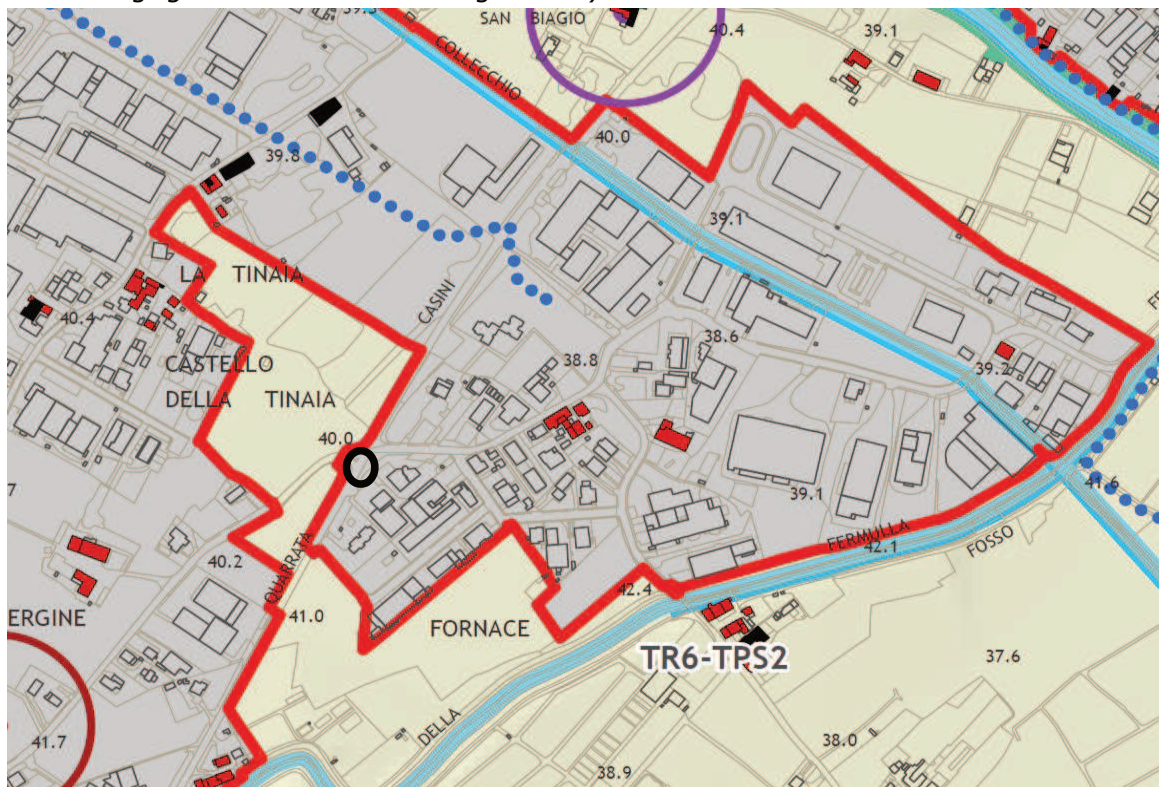 39.3
SAN BIAGIO
40.4
39.1
COLLECCHIO
40.0
39.8
39.1
LA TINAIA
CASINI
40.4
38.6
38.8
CASTELLO
39.2
DELLA TINAIA
40.0
41.6
39.1
FERMULLA
42.1
FOSSO
QUARRATA
40.2
42.4
41.0
ERGINE
FORNACE
TR6-TPS2
37.6
DELLA
41.7
38.0
38.9